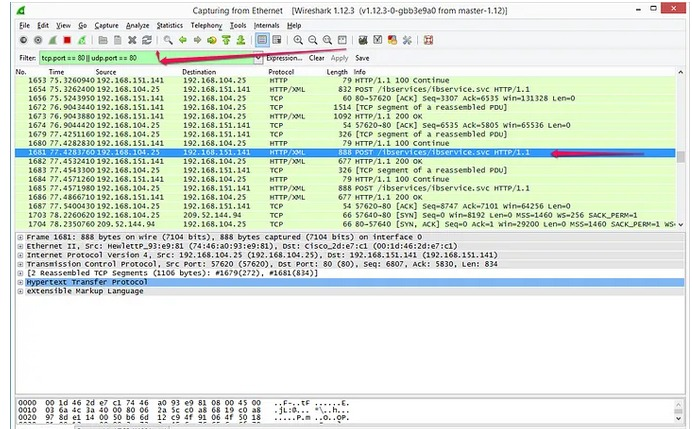 Capturing from Ethernet [Wireshark 1.12.3 (v1.12.3-0-gbb3e9a0 from master-1.12)]
File Edit View Go Capture Analyze Statistics Telephony Tools Internals Help
Filter: tcp.port == 80 || udp.port == 80 Expression... Clear Apply Save
No. Time Source Destination Protocol Length Info
1653 75.3260940 192.168.151.141 192.168.104.25 HTTP 79 HTTP/1.1 100 Continue
1654 75.3262400 192.168.104.25 192.168.151.141 HTTP/XML 832 POST /ibservices/ibservice.svc HTTP/1.1
1655 75.5243950 192.168.151.141 192.168.104.25 TCP 60 80→57620 [ACK] Seq=3307 Ack=6535 Win=131328 Len=0
1672 76.9043840 192.168.151.141 192.168.104.25 TCP 1514 [TCP segment of a reassembled PDU]
1673 76.9043880 192.168.151.141 192.168.104.25 HTTP/XML 1092 HTTP/1.1 200 OK
1674 76.9044420 192.168.104.25 192.168.151.141 TCP 54 57620→80 [ACK] Seq=6535 Ack=5805 Win=65536 Len=0
1679 77.4251160 192.168.104.25 192.168.151.141 TCP 326 [TCP segment of a reassembled PDU]
1680 77.4282830 192.168.151.141 192.168.104.25 HTTP 79 HTTP/1.1 100 Continue
1681 77.4283760 192.168.104.25 192.168.151.141 HTTP/XML 888 POST /ibservices/ibservice.svc HTTP/1.1
1682 77.4532410 192.168.151.141 192.168.104.25 HTTP/XML 677 HTTP/1.1 200 OK
1683 77.4543300 192.168.104.25 192.168.151.141 TCP 326 [TCP segment of a reassembled PDU]
1684 77.4571260 192.168.151.141 192.168.104.25 HTTP 79 HTTP/1.1 100 Continue
1685 77.4571980 192.168.104.25 192.168.151.141 HTTP/XML 888 POST /ibservices/ibservice.svc HTTP/1.1
1686 77.4866710 192.168.151.141 192.168.104.25 HTTP/XML 677 HTTP/1.1 200 OK
1687 77.5400430 192.168.104.25 192.168.151.141 TCP 54 57620→80 [ACK] Seq=8747 Ack=7101 Win=64256 Len=0
1703 78.2260620 192.168.104.25 209.52.144.94 TCP 66 57640→80 [SYN] Seq=0 Win=8192 Len=0 MSS=1460 WS=256 SACK_PERM=1
1704 78.2350760 209.52.144.94 192.168.104.25 TCP 66 80→57640 [SYN, ACK] Seq=0 Ack=1 Win=29200 Len=0 MSS=1460 SACK_PERM=1 WS
Frame 1681: 888 bytes on wire (7104 bits), 888 bytes captured (7104 bits) on interface 0
Ethernet II, Src: HewlettP_93:e9:81 (74:46:a0:93:e9:81), Dst: Cisco_2d:e7:c1 (00:1d:46:2d:e7:c1)
Internet Protocol Version 4, Src: 192.168.104.25 (192.168.104.25), Dst: 192.168.151.141 (192.168.151.141)
Transmission Control Protocol, Src Port: 57620 (57620), Dst Port: 80 (80), Seq: 6807, Ack: 5830, Len: 834
[2 Reassembled TCP Segments (1106 bytes): #1679(272), #1681(834)]
Hypertext Transfer Protocol
eXtensible Markup Language
0000 00 1d 46 2d e7 c1 74 46 a0 93 e9 81 08 00 45 00 ..F-..tF ......E.
0010 03 6a 4c 3a 40 00 80 06 2a 5c c0 a8 68 19 c0 a8 .jL:@... *\..h...
0020 97 8d e1 14 00 50 b6 6d 12 c9 4f 91 06 4f 50 18 .....P.m ..O..OP.